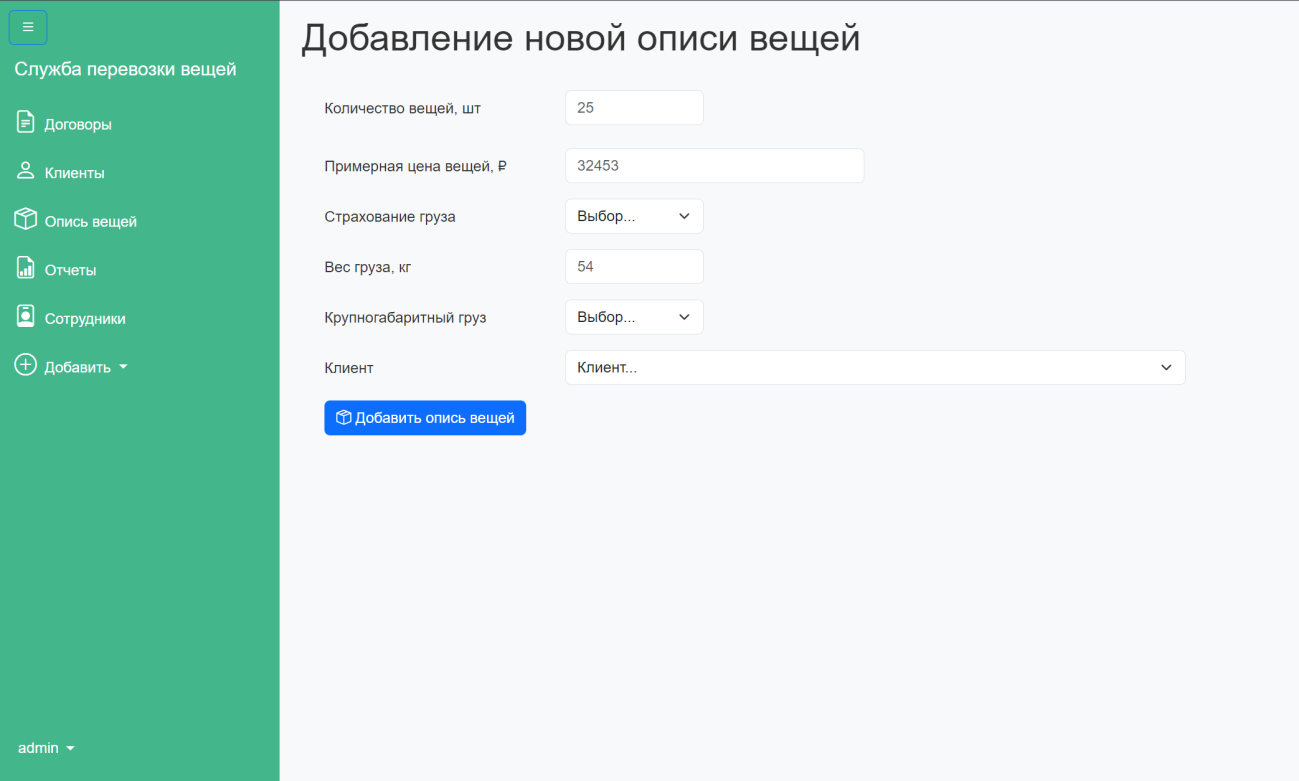 Служба перевозки вещей
Договоры
Клиенты
Опись вещей
Отчеты
Сотрудники
Добавить
admin
Добавление новой описи вещей
Количество вещей, шт 25
Примерная цена вещей, ₽ 32453
Страхование груза Выбор...
Вес груза, кг 54
Крупногабаритный груз Выбор...
Клиент Клиент...
Добавить опись вещей